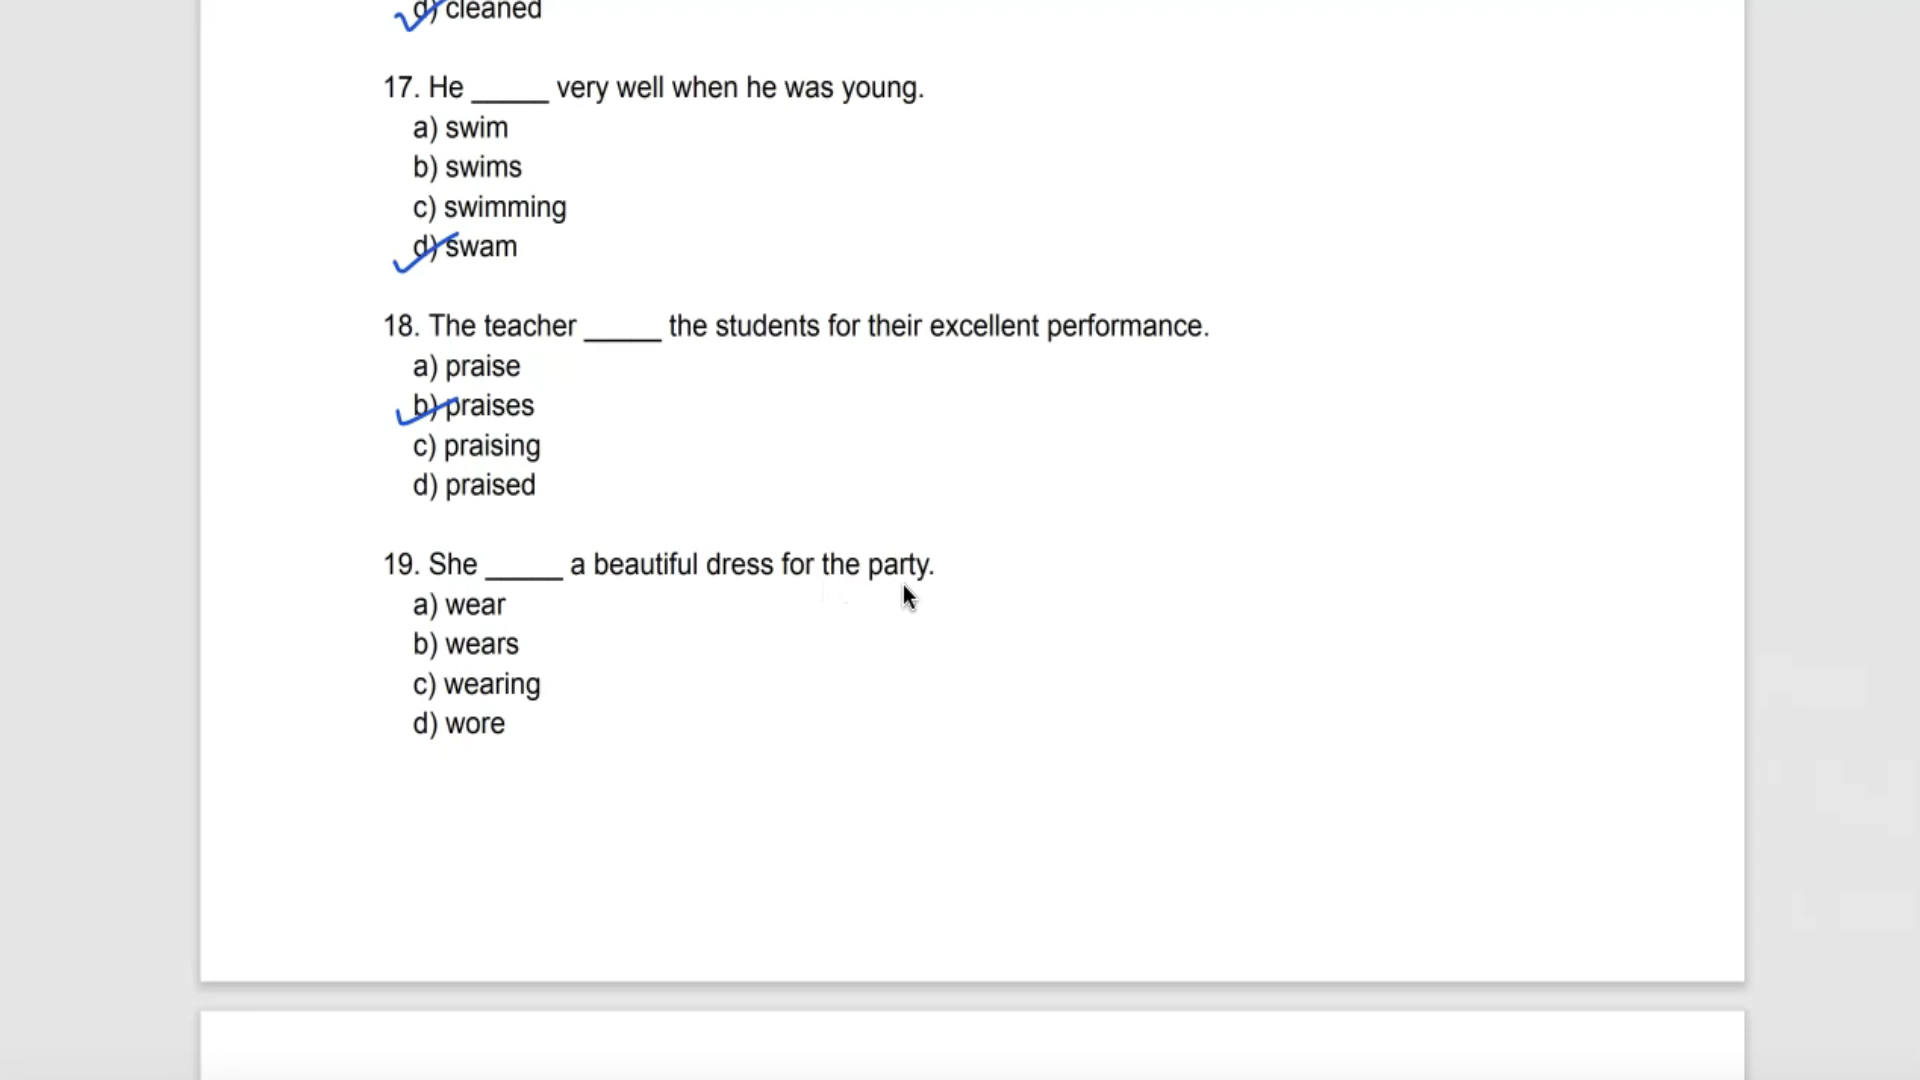 d) cleaned
17. He _____ very well when he was young.
a) swim
b) swims
c) swimming
d) swam
18. The teacher _____ the students for their excellent performance.
a) praise
b) praises
c) praising
d) praised
19. She _____ a beautiful dress for the party.
a) wear
b) wears
c) wearing
d) wore